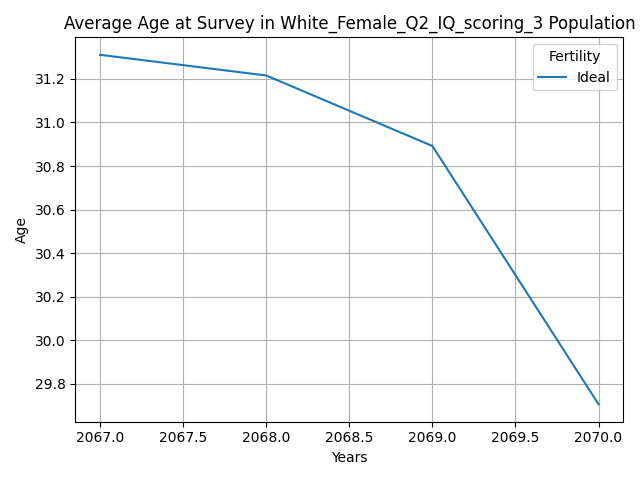 Average Age at Survey in White_Female_Q2_IQ_scoring_3 Population
Fertility
Ideal
31.2
31.0
30.8
30.6
30.4
30.2
30.0
29.8
Age
2067.0 2067.5 2068.0 2068.5 2069.0 2069.5 2070.0
Years